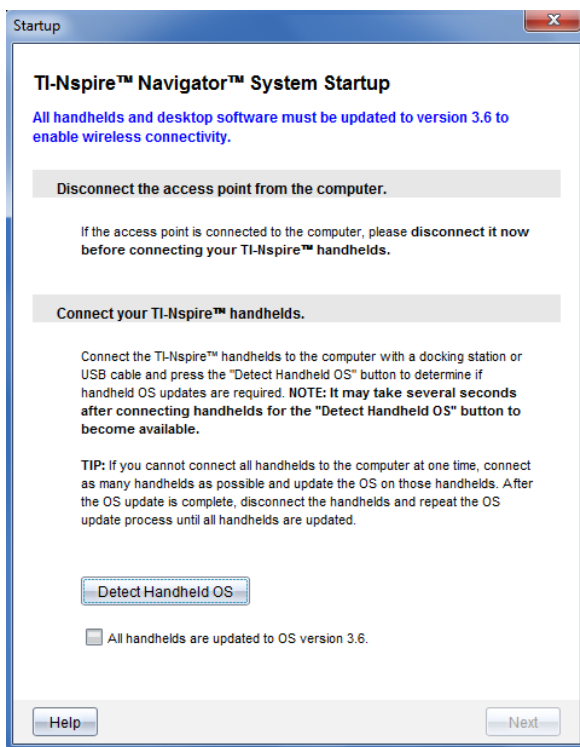 Startup
TI-Nspire™ Navigator™ System Startup
All handhelds and desktop software must be updated to version 3.6 to
enable wireless connectivity.
Disconnect the access point from the computer.
If the access point is connected to the computer, please disconnect it now
before connecting your TI-Nspire™ handhelds.
Connect your TI-Nspire™ handhelds.
Connect the TI-Nspire™ handhelds to the computer with a docking station or
USB cable and press the "Detect Handheld OS" button to determine if
handheld OS updates are required. NOTE: It may take several seconds
after connecting handhelds for the "Detect Handheld OS" button to
become available.
TIP: If you cannot connect all handhelds to the computer at one time, connect
as many handhelds as possible and update the OS on those handhelds. After
the OS update is complete, disconnect the handhelds and repeat the OS
update process until all handhelds are updated.
Detect Handheld OS
All handhelds are updated to OS version 3.6.
Help
Next